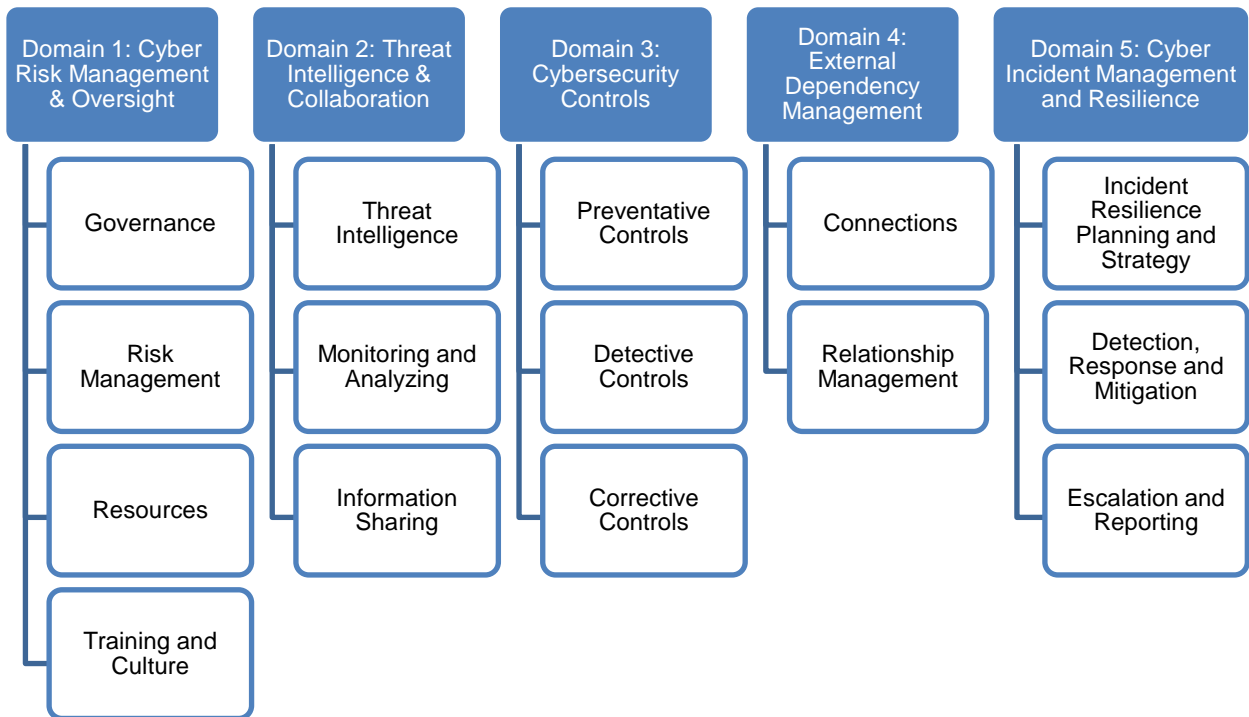 Domain 1: Cyber
Risk Management
& Oversight
Governance
Risk
Management
Resources
Training and
Culture
Domain 2: Threat
Intelligence &
Collaboration
Threat
Intelligence
Monitoring and
Analyzing
Information
Sharing
Domain 3:
Cybersecurity
Controls
Preventative
Controls
Detective
Controls
Corrective
Controls
Domain 4:
External
Dependency
Management
Connections
Relationship
Management
Domain 5: Cyber
Incident Management
and Resilience
Incident
Resilience
Planning and
Strategy
Detection,
Response and
Mitigation
Escalation and
Reporting